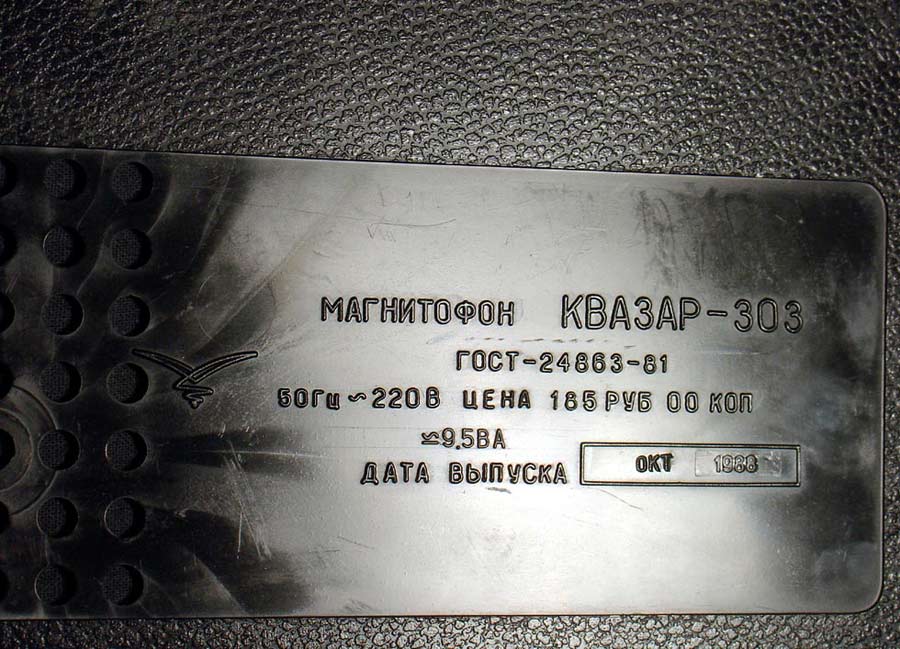 МАГНИТОФОН КВАЗАР-303
ГОСТ-24863-81
50Гц ~220В ЦЕНА 185 РУБ 00 КОП
≃9,5ВА
ДАТА ВЫПУСКА ОКТ 1988